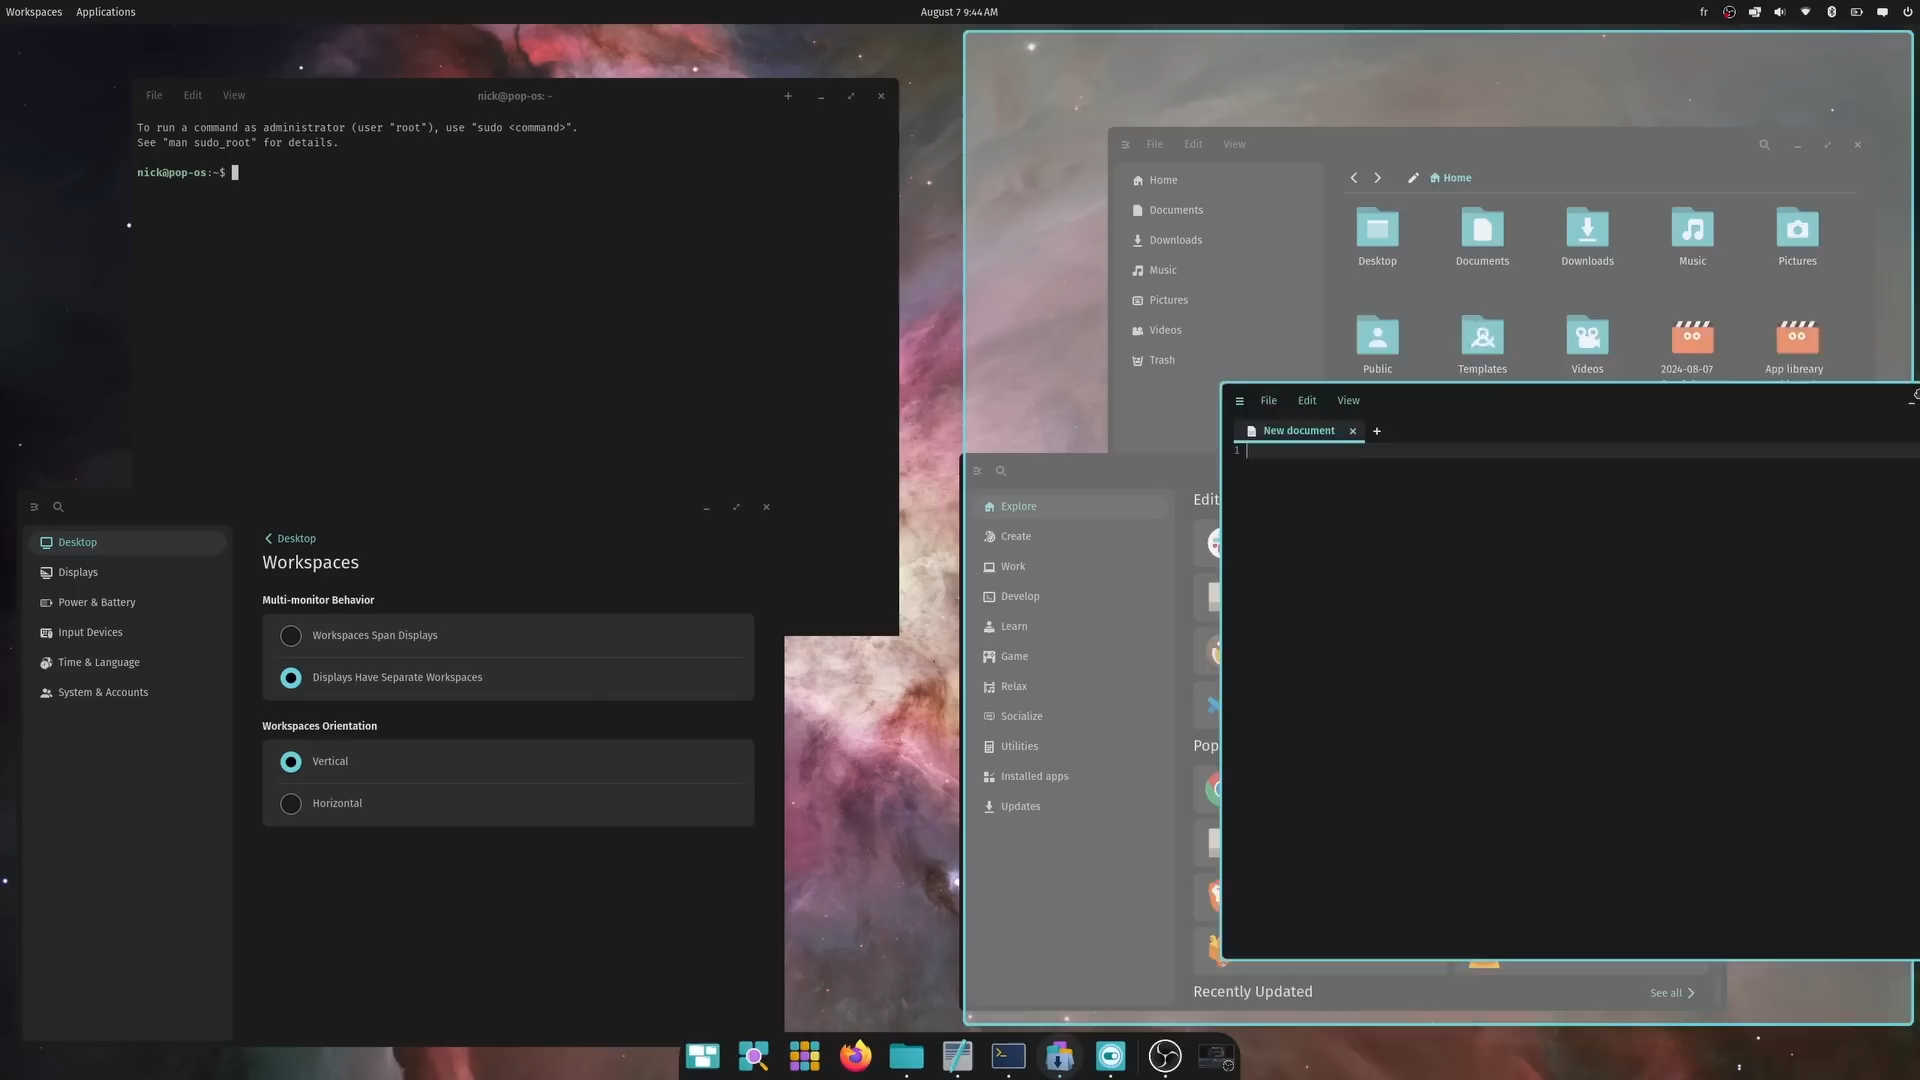 Workspaces Applications
August 7 9:44 AM
fr
File Edit View
nick@pop-os: ~
To run a command as administrator (user "root"), use "sudo <command>".
See "man sudo_root" for details.
nick@pop-os:~$
Desktop
Displays
Power & Battery
Input Devices
Time & Language
System & Accounts
Desktop
Workspaces
Multi-monitor Behavior
Workspaces Span Displays
Displays Have Separate Workspaces
Workspaces Orientation
Vertical
Horizontal
File Edit View
Home
Documents
Downloads
Music
Pictures
Videos
Trash
Home
Desktop Documents Downloads Music Pictures
Public Templates Videos 2024-08-07 App libreary
Explore
Create
Work
Develop
Learn
Game
Relax
Socialize
Utilities
Installed apps
Updates
Edit
Pop
Recently Updated
See all
File Edit View
New document
1